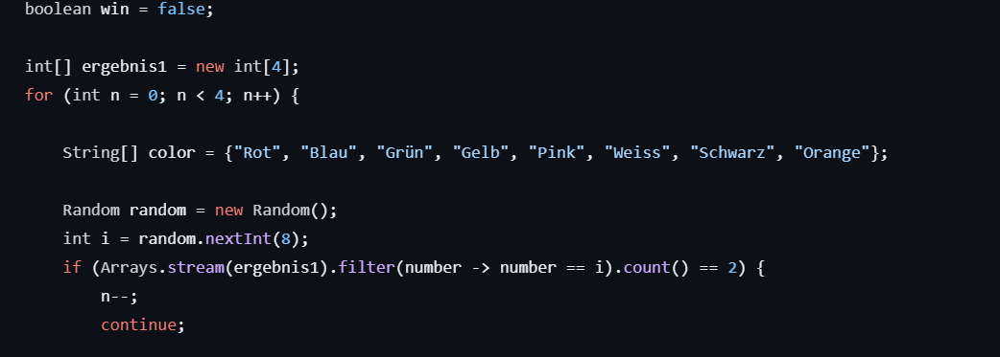 boolean win = false;
int[] ergebnis1 = new int[4];
for (int n = 0; n < 4; n++) {
String[] color = {"Rot", "Blau", "Grün", "Gelb", "Pink", "Weiss", "Schwarz", "Orange"};
Random random = new Random();
int i = random.nextInt(8);
if (Arrays.stream(ergebnis1).filter(number -> number == i).count() == 2) {
n--;
continue;